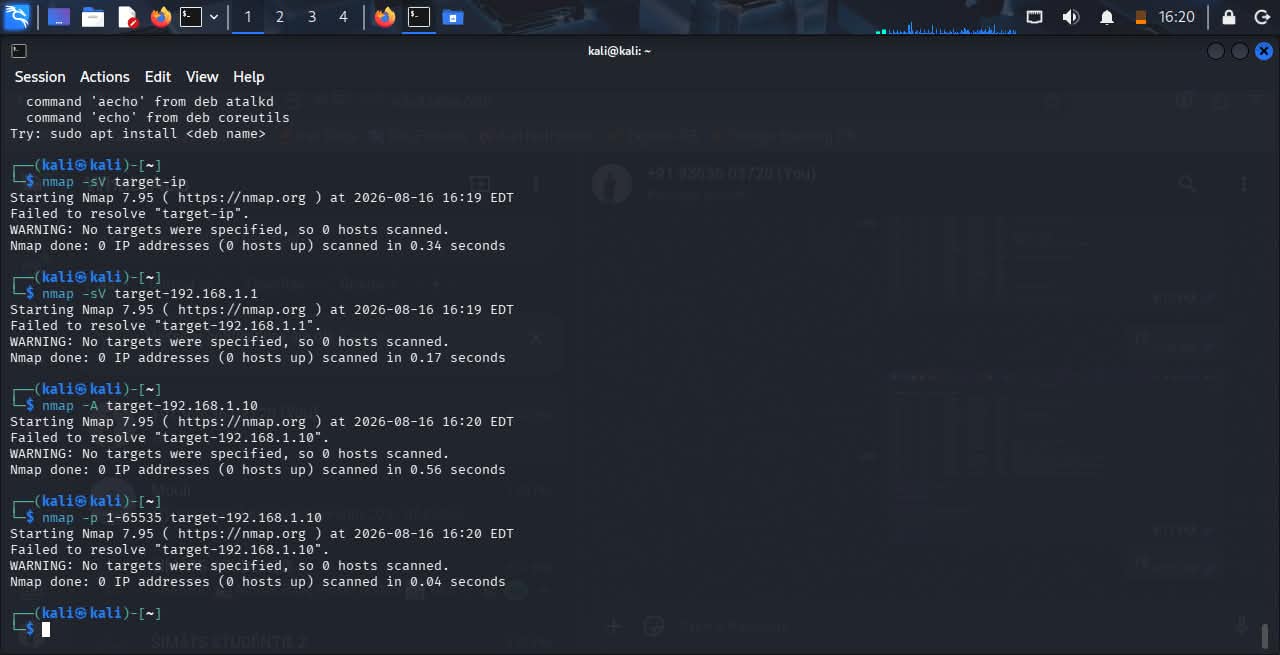 1 2 3 4 16:20
kali@kali: ~
Session Actions Edit View Help
command 'aecho' from deb atalkd
command 'echo' from deb coreutils
Try: sudo apt install <deb name>
┌──(kali㉿kali)-[~]
└─$ nmap -sV target-ip
Starting Nmap 7.95 ( https://nmap.org ) at 2026-08-16 16:19 EDT
Failed to resolve "target-ip".
WARNING: No targets were specified, so 0 hosts scanned.
Nmap done: 0 IP addresses (0 hosts up) scanned in 0.34 seconds
┌──(kali㉿kali)-[~]
└─$ nmap -sV target-192.168.1.1
Starting Nmap 7.95 ( https://nmap.org ) at 2026-08-16 16:19 EDT
Failed to resolve "target-192.168.1.1".
WARNING: No targets were specified, so 0 hosts scanned.
Nmap done: 0 IP addresses (0 hosts up) scanned in 0.17 seconds
┌──(kali㉿kali)-[~]
└─$ nmap -A target-192.168.1.10
Starting Nmap 7.95 ( https://nmap.org ) at 2026-08-16 16:20 EDT
Failed to resolve "target-192.168.1.10".
WARNING: No targets were specified, so 0 hosts scanned.
Nmap done: 0 IP addresses (0 hosts up) scanned in 0.56 seconds
┌──(kali㉿kali)-[~]
└─$ nmap -p 1-65535 target-192.168.1.10
Starting Nmap 7.95 ( https://nmap.org ) at 2026-08-16 16:20 EDT
Failed to resolve "target-192.168.1.10".
WARNING: No targets were specified, so 0 hosts scanned.
Nmap done: 0 IP addresses (0 hosts up) scanned in 0.04 seconds
┌──(kali㉿kali)-[~]
└─$